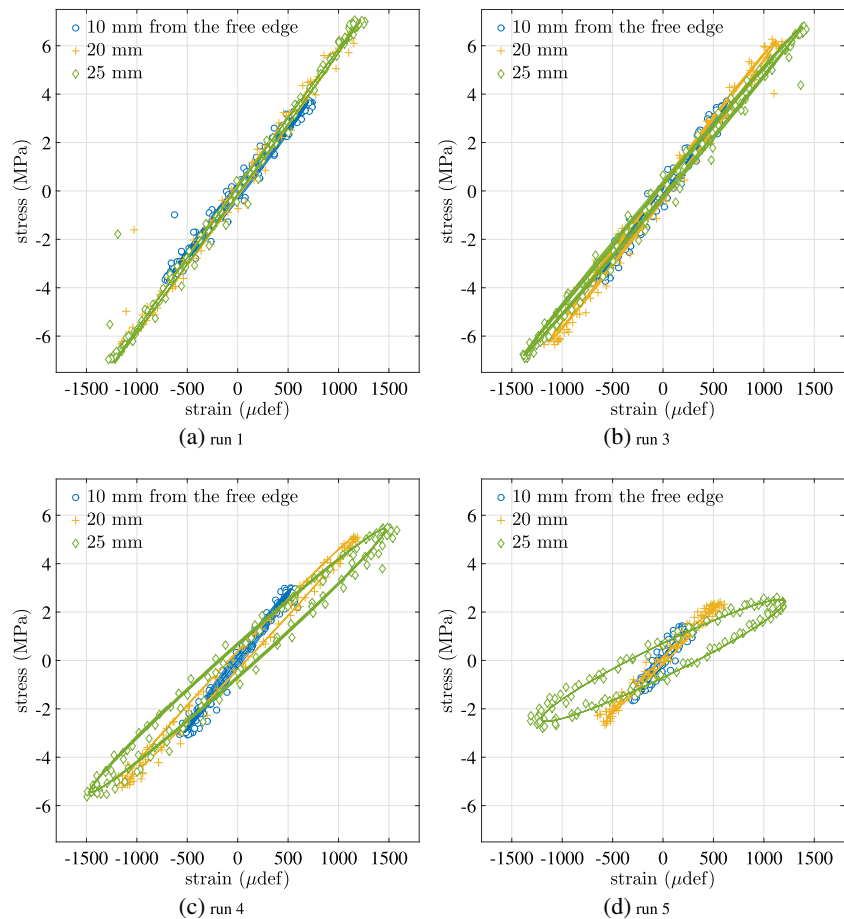 6
4
2
0
-2
-4
-6
stress (MPa)
10 mm from the free edge
20 mm
25 mm
-1500 -1000 -500 0 500 1000 1500
strain (μdef)
(a) run 1
6
4
2
0
-2
-4
-6
stress (MPa)
10 mm from the free edge
20 mm
25 mm
-1500 -1000 -500 0 500 1000 1500
strain (μdef)
(b) run 3
6
4
2
0
-2
-4
-6
stress (MPa)
10 mm from the free edge
20 mm
25 mm
-1500 -1000 -500 0 500 1000 1500
strain (μdef)
(c) run 4
6
4
2
0
-2
-4
-6
stress (MPa)
10 mm from the free edge
20 mm
25 mm
-1500 -1000 -500 0 500 1000 1500
strain (μdef)
(d) run 5